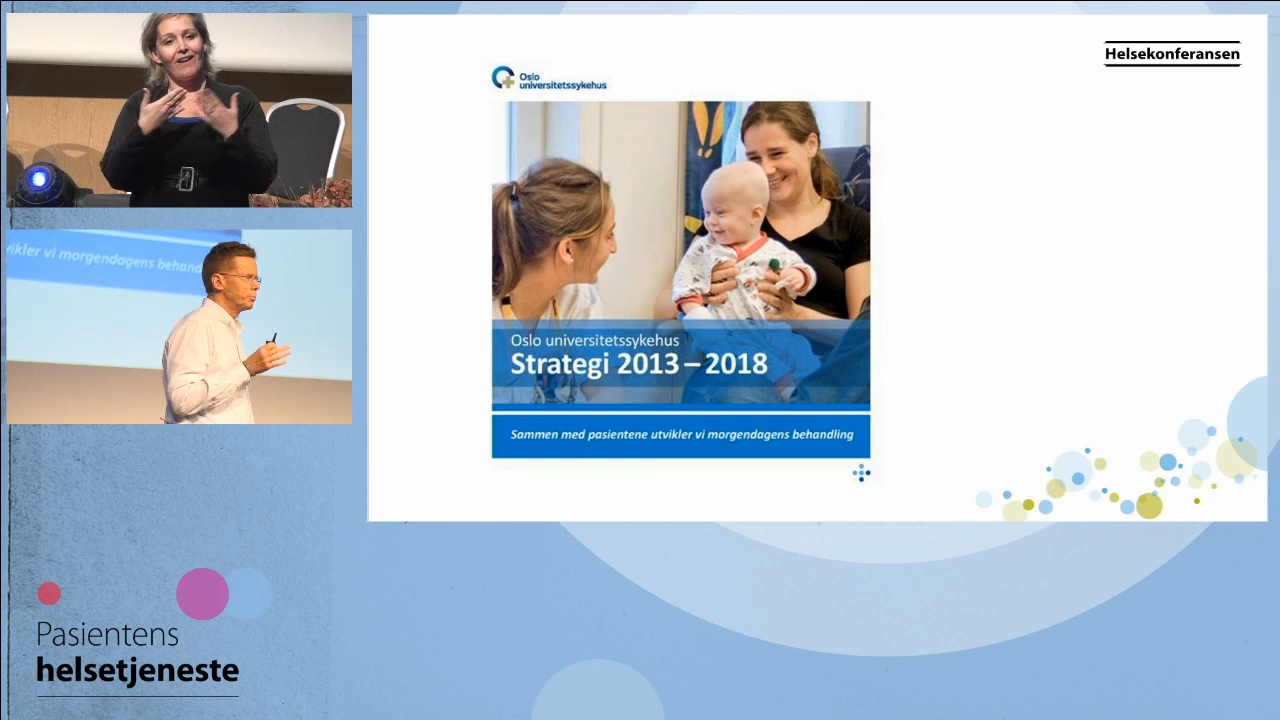 vikler vi morgendagens behand
Helsekonferansen
Oslo
universitetssykehus
Oslo universitetssykehus
Strategi 2013 – 2018
Sammen med pasientene utvikler vi morgendagens behandling
Pasientens
helsetjeneste